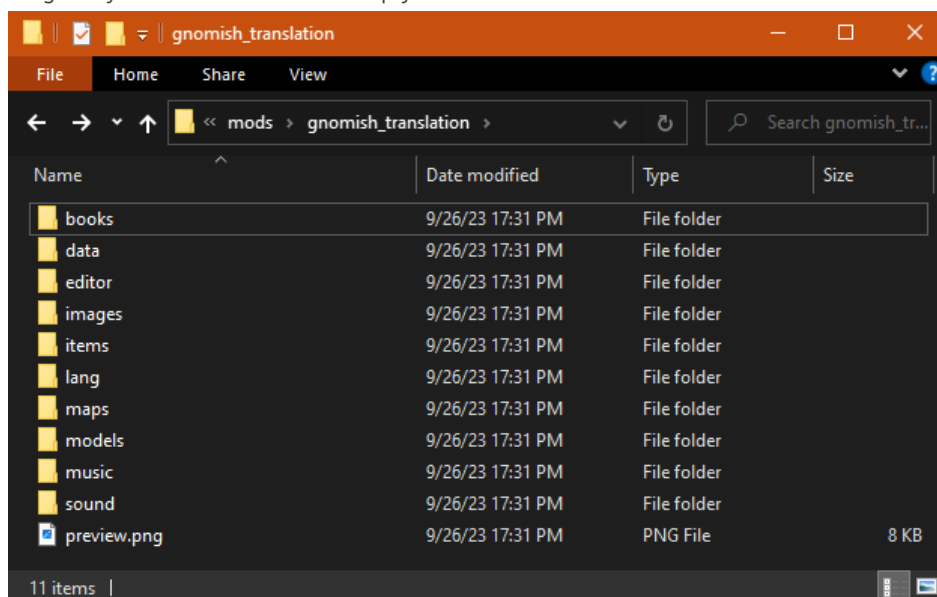 gnomish_translation
File Home Share View
« mods > gnomish_translation > Search gnomish_tr...
Name Date modified Type Size
books 9/26/23 17:31 PM File folder
data 9/26/23 17:31 PM File folder
editor 9/26/23 17:31 PM File folder
images 9/26/23 17:31 PM File folder
items 9/26/23 17:31 PM File folder
lang 9/26/23 17:31 PM File folder
maps 9/26/23 17:31 PM File folder
models 9/26/23 17:31 PM File folder
music 9/26/23 17:31 PM File folder
sound 9/26/23 17:31 PM File folder
preview.png 9/26/23 17:31 PM PNG File 8 KB
11 items